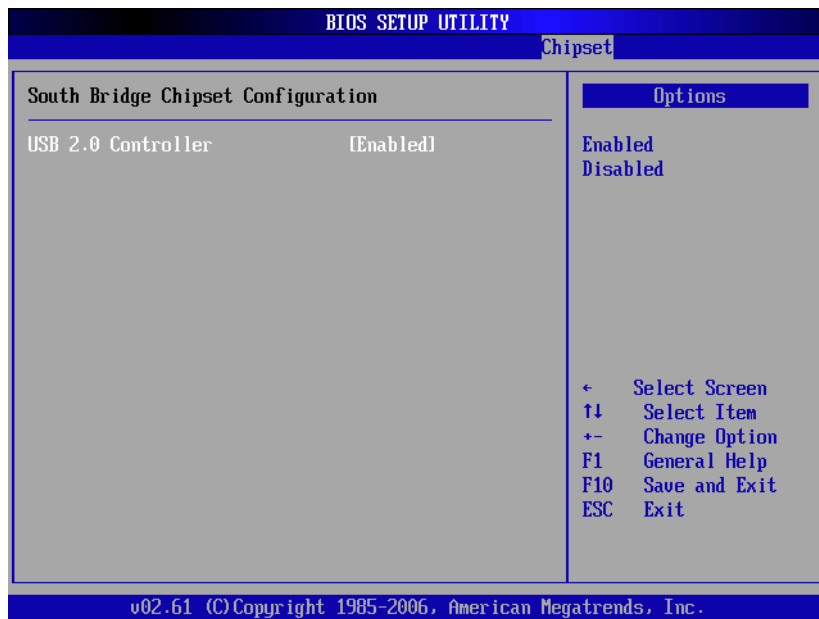 BIOS SETUP UTILITY
Chipset
South Bridge Chipset Configuration
USB 2.0 Controller [Enabled]
Options
Enabled
Disabled
← Select Screen
↑↓ Select Item
+- Change Option
F1 General Help
F10 Save and Exit
ESC Exit
v02.61 (C)Copyright 1985-2006, American Megatrends, Inc.